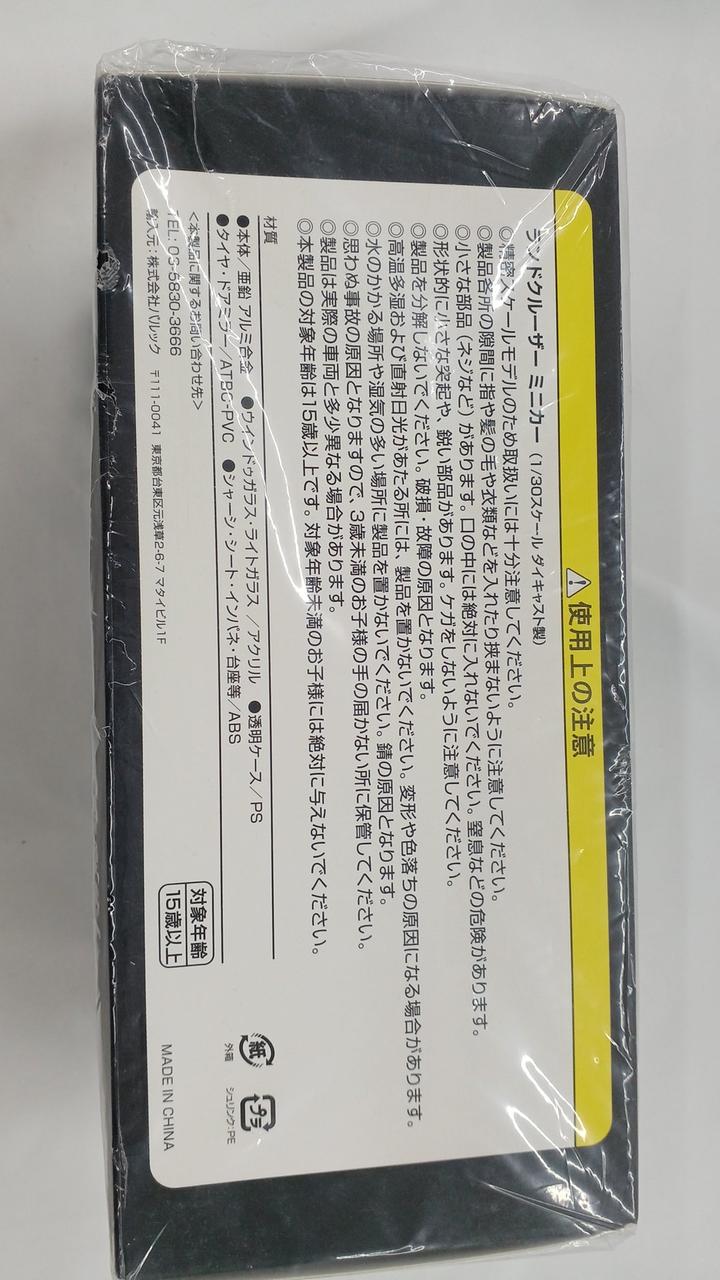 使用上の注意
ランドクルーザー ミニカー(1/30スケール ダイキャスト製)
◎精密スケールモデルのため取扱いには十分注意してください。
◎製品各所の隙間に指や髪の毛や衣類などを入れたり挟まないように注意してください。
◎小さな部品(ネジなど)があります。口の中には絶対に入れないでください。窒息などの危険があります。
◎形状的に小さな突起や、鋭い部品があります。ケガをしないように注意してください。
◎製品を分解しないでください。破損・故障の原因となります。
◎高温多湿および直射日光があたる所には、製品を置かないでください。変形や色落ちの原因になる場合があります。
◎水のかかる場所や湿気の多い場所に製品を置かないでください。錆の原因となります。
◎思わぬ事故の原因となりますので、3歳未満のお子様の手の届かない所に保管してください。
◎製品は実際の車両と多少異なる場合があります。
◎本製品の対象年齢は15歳以上です。対象年齢未満のお子様には絶対に与えないでください。
材質
●本体/亜鉛 アルミ合金 ●ウインドゥガラス・ライトガラス/アクリル ●透明ケース/PS
●タイヤ・ドアミラー/ATBC-PVC ●シャーシ・シート・インパネ・台座等/ABS
<本製品に関するお問い合わせ先>
TEL: 03-5830-3666
輸入元:株式会社バルック 〒111-0041 東京都台東区元浅草2-6-7 マタイビル1F
対象年齢
15歳以上
紙
外箱
プラ
シュリンク:PE
MADE IN CHINA